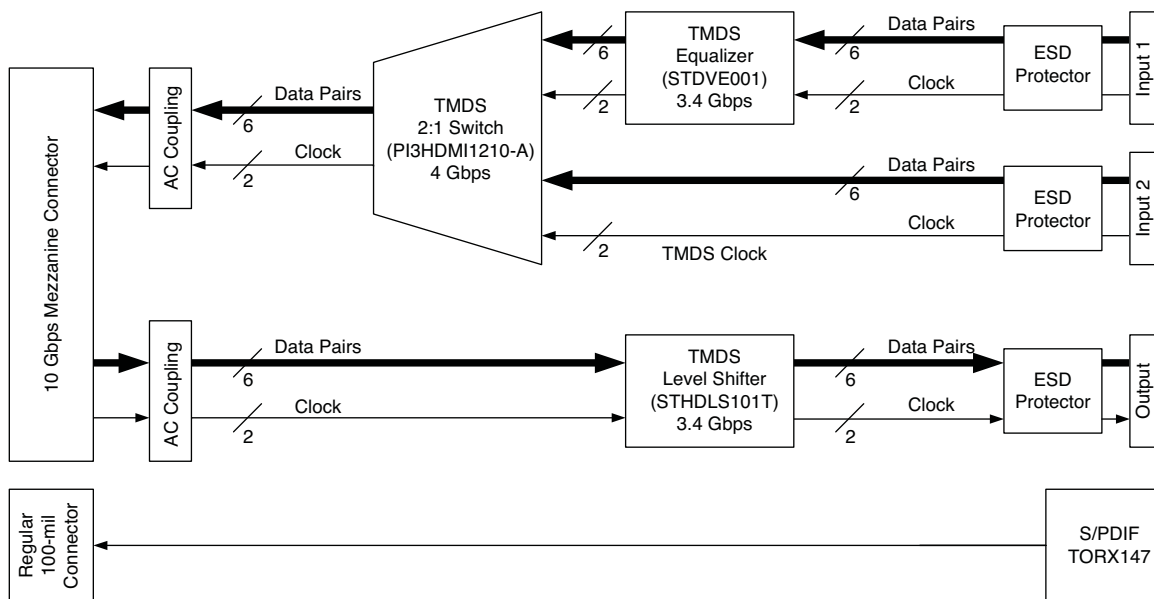 Data Pairs
6
Clock
2
TMDS
Equalizer
(STDVE001)
3.4 Gbps
Data Pairs
6
Clock
2
ESD
Protector
Input 1
6
2
10 Gbps Mezzanine Connector
AC Coupling
TMDS
2:1 Switch
(PI3HDMI1210-A)
4 Gbps
6
2
TMDS Clock
Data Pairs
Clock
ESD
Protector
Input 2
AC Coupling
Data Pairs
6
Clock
2
TMDS
Level Shifter
(STHDLS101T)
3.4 Gbps
Data Pairs
6
Clock
2
ESD
Protector
Output
Regular
100-mil
Connector
S/PDIF
TORX147